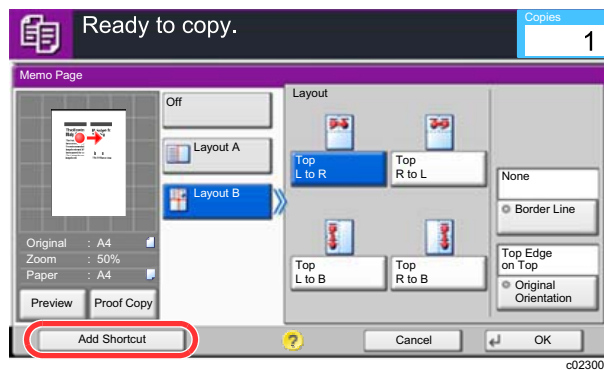 Ready to copy.
Copies
1
Memo Page
Off
Layout A
Layout B
Layout
Top
L to R
Top
R to L
Top
L to B
Top
R to B
None
Border Line
Top Edge
on Top
Original
Orientation
Original : A4
Zoom : 50%
Paper : A4
Preview
Proof Copy
Add Shortcut
?
Cancel
OK
c02300